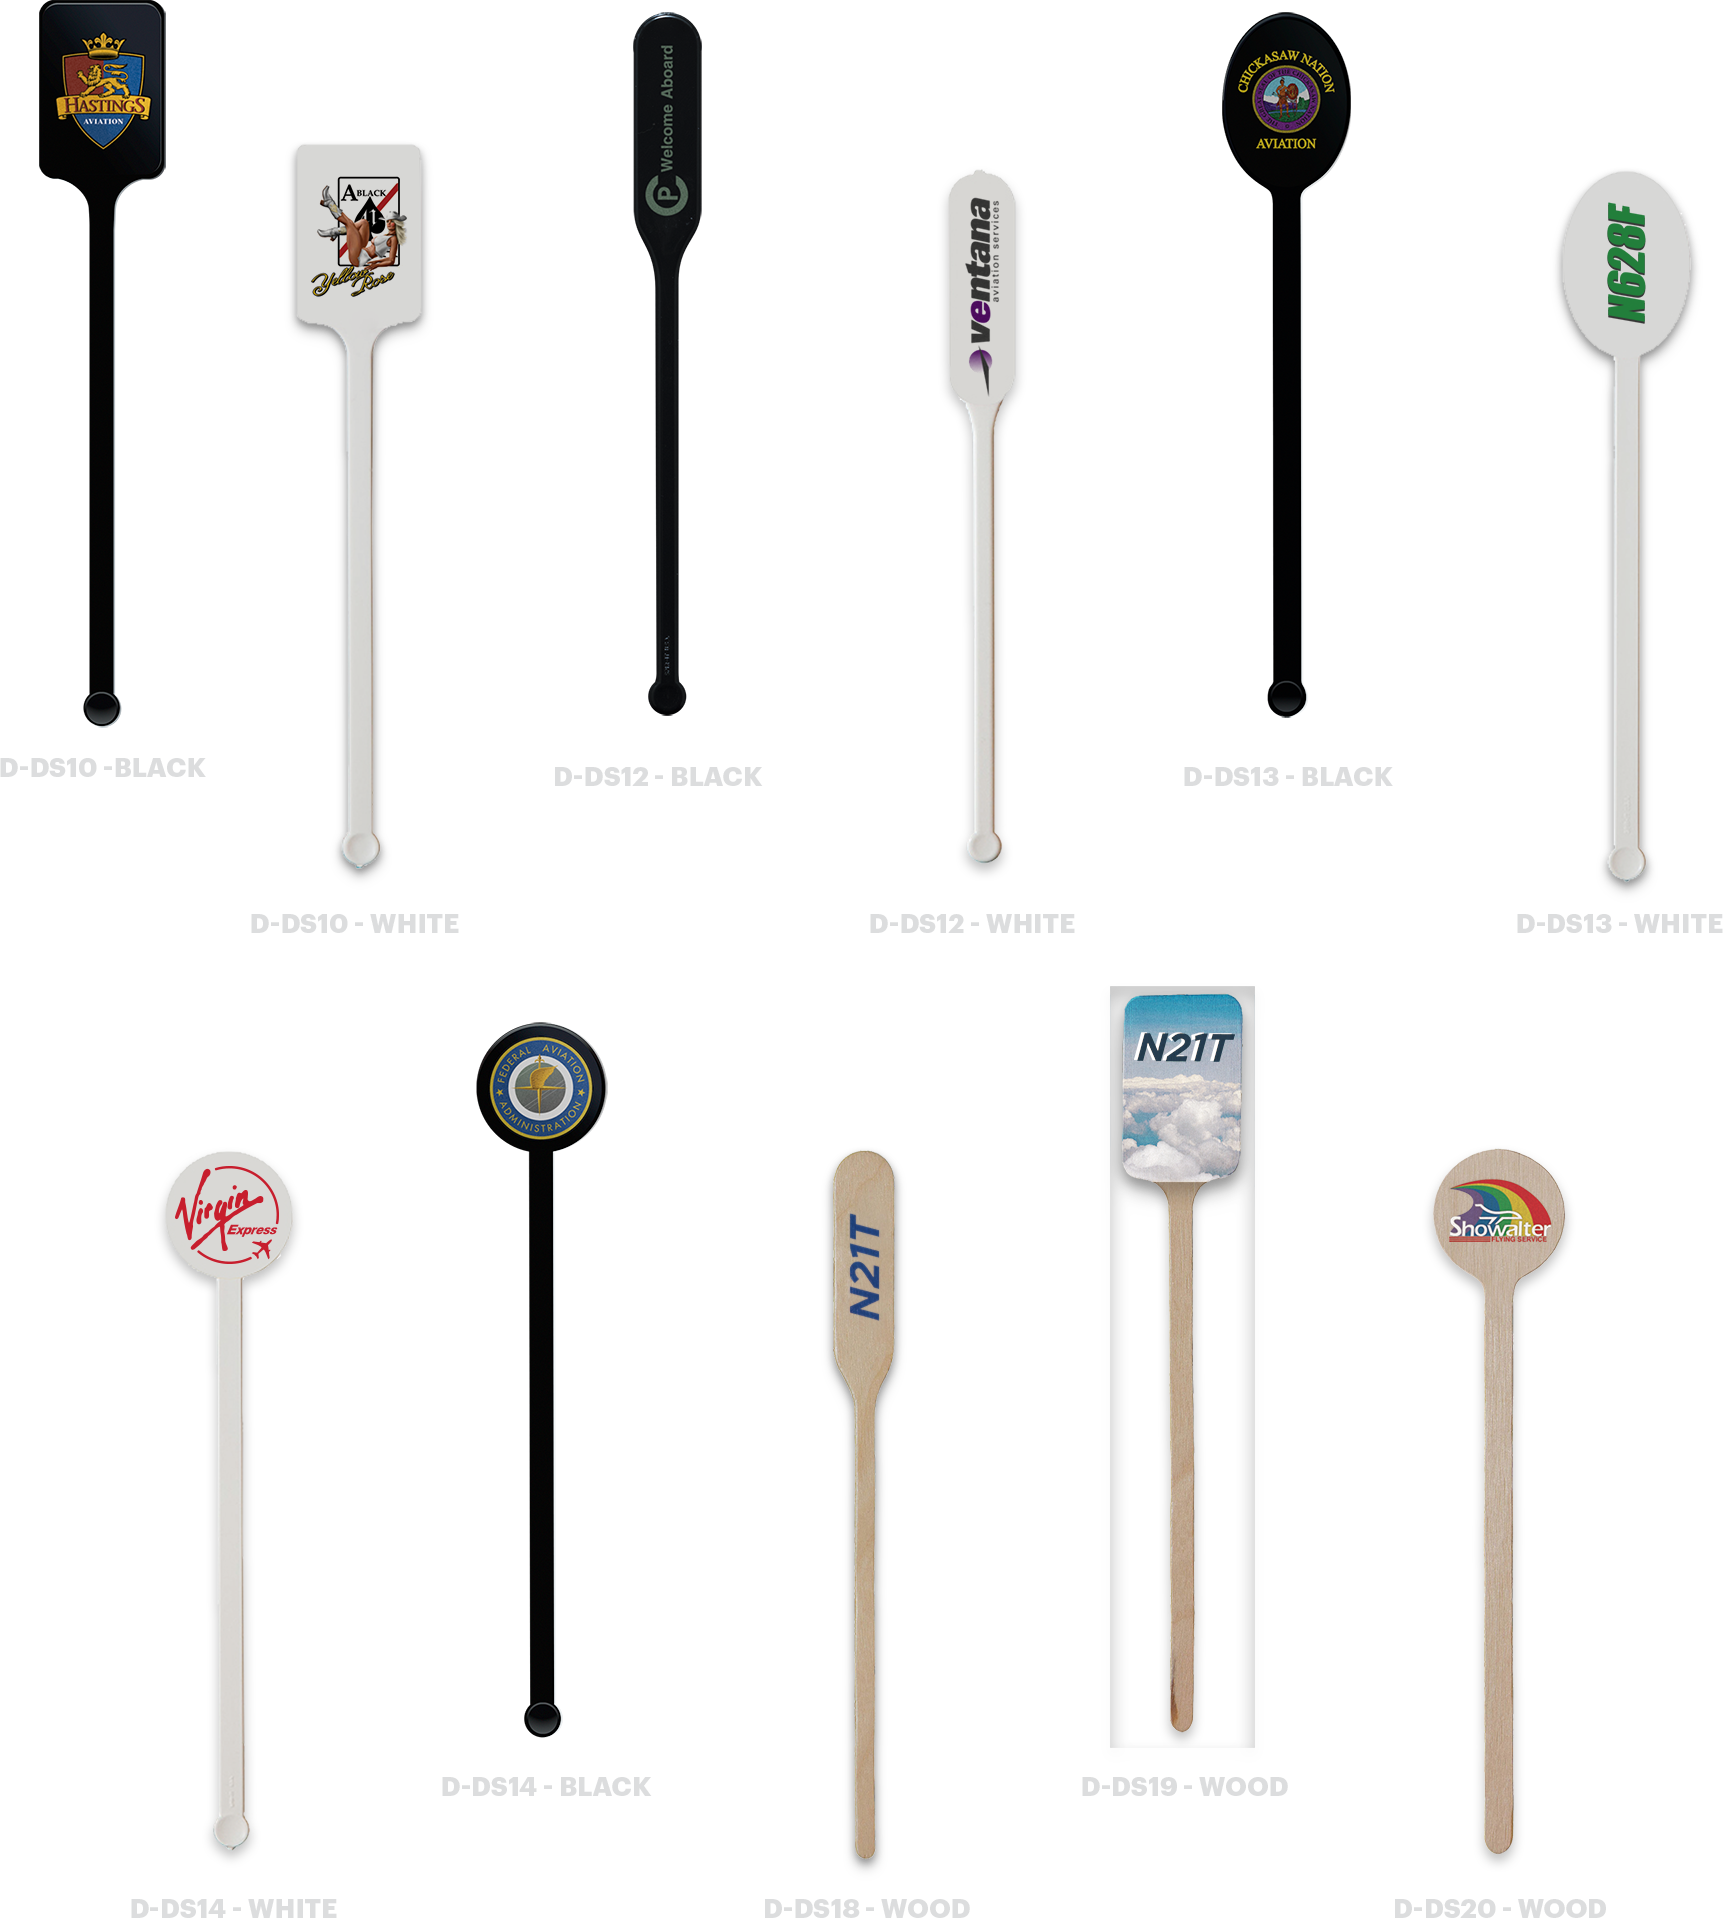 HASTINGS
AVIATION
A BLACK
Yellow
Rose
Welcome Aboard
CP
ventana
aviation services
CHICKASAW NATION
AVIATION
N628F
D-DS10 -BLACK
D-DS12 - BLACK
D-DS13 - BLACK
D-DS10 - WHITE
D-DS12 - WHITE
D-DS13 - WHITE
Virgin
Express
FEDERAL AVIATION
ADMINISTRATION
N21T
N21T
Showalter
FLYING SERVICE
D-DS14 - BLACK
D-DS19 - WOOD
D-DS14 - WHITE
D-DS18 - WOOD
D-DS20 - WOOD